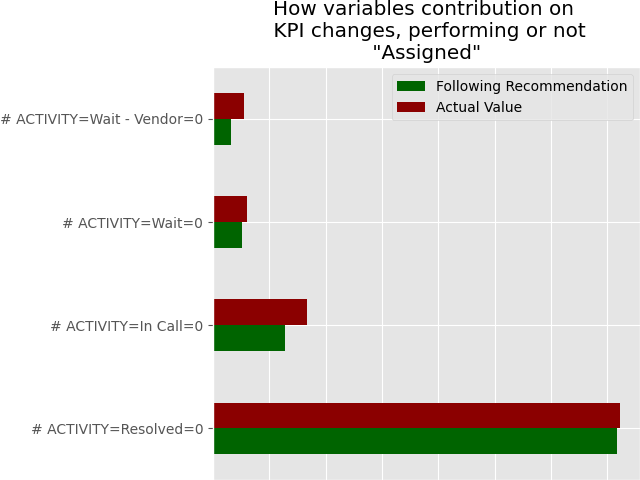 How variables contribution on
KPI changes, performing or not
"Assigned"
Following Recommendation
Actual Value
# ACTIVITY=Wait - Vendor=0
# ACTIVITY=Wait=0
# ACTIVITY=In Call=0
# ACTIVITY=Resolved=0